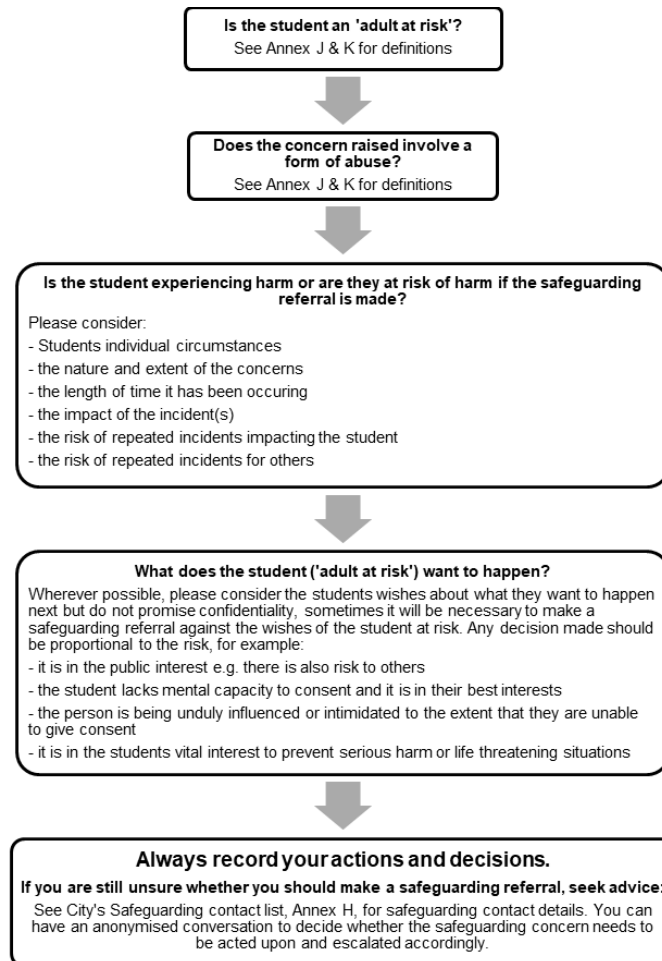 Is the student an 'adult at risk'?
See Annex J & K for definitions
Does the concern raised involve a
form of abuse?
See Annex J & K for definitions
Is the student experiencing harm or are they at risk of harm if the safeguarding
referral is made?
Please consider:
- Students individual circumstances
- the nature and extent of the concerns
- the length of time it has been occuring
- the impact of the incident(s)
- the risk of repeated incidents impacting the student
- the risk of repeated incidents for others
What does the student ('adult at risk') want to happen?
Wherever possible, please consider the students wishes about what they want to happen
next but do not promise confidentiality, sometimes it will be necessary to make a
safeguarding referral against the wishes of the student at risk. Any decision made should
be proportional to the risk, for example:
- it is in the public interest e.g. there is also risk to others
- the student lacks mental capacity to consent and it is in their best interests
- the person is being unduly influenced or intimidated to the extent that they are unable
to give consent
- it is in the students vital interest to prevent serious harm or life threatening situations
Always record your actions and decisions.
If you are still unsure whether you should make a safeguarding referral, seek advice:
See City's Safeguarding contact list, Annex H, for safeguarding contact details. You can
have an anonymised conversation to decide whether the safeguarding concern needs to
be acted upon and escalated accordingly.